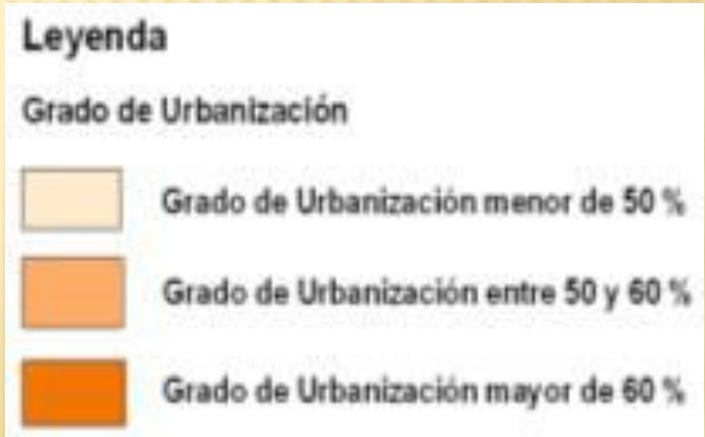 Leyenda
Grado de Urbanización
Grado de Urbanización menor de 50 %
Grado de Urbanización entre 50 y 60 %
Grado de Urbanización mayor de 60 %